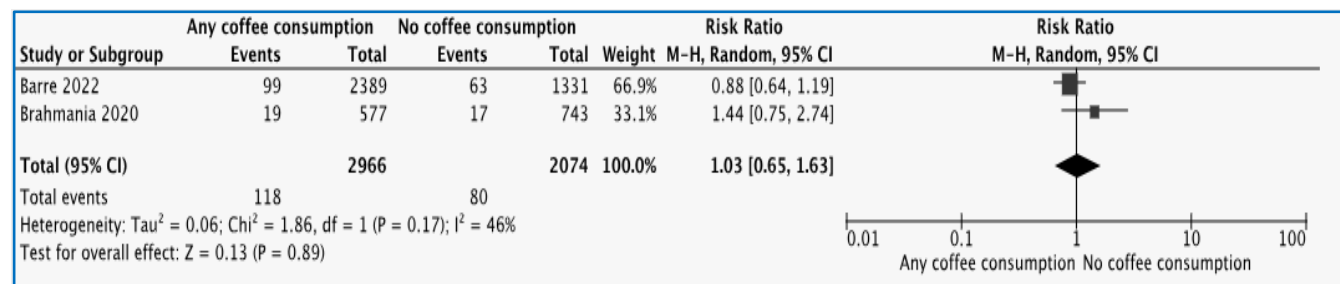 Any coffee consumption No coffee consumption Risk Ratio Risk Ratio
Study or Subgroup Events Total Events Total Weight M-H, Random, 95% CI M-H, Random, 95% CI
Barre 2022 99 2389 63 1331 66.9% 0.88 [0.64, 1.19]
Brahmania 2020 19 577 17 743 33.1% 1.44 [0.75, 2.74]
Total (95% CI) 2966 2074 100.0% 1.03 [0.65, 1.63]
Total events 118 80
Heterogeneity: Tau² = 0.06; Chi² = 1.86, df = 1 (P = 0.17); I² = 46%
Test for overall effect: Z = 0.13 (P = 0.89)
0.01 0.1 1 10 100
Any coffee consumption No coffee consumption